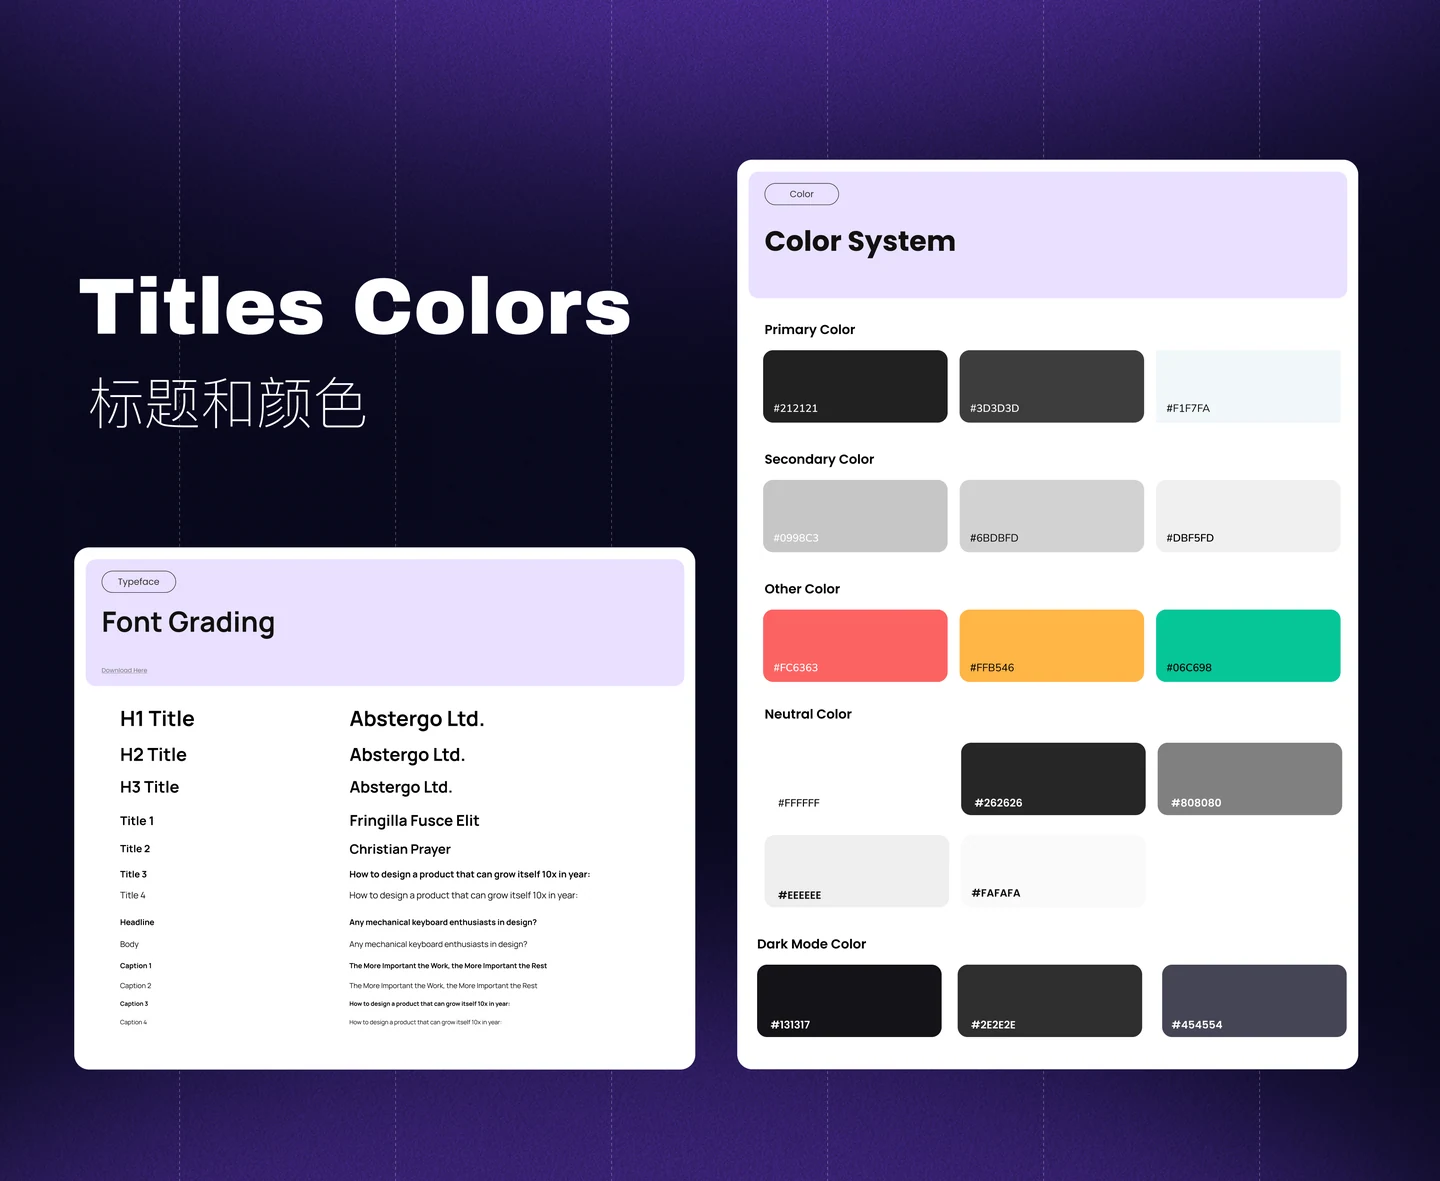 Titles Colors
标题和颜色
Typeface
Font Grading
Download Here
H1 Title Abstergo Ltd.
H2 Title Abstergo Ltd.
H3 Title Abstergo Ltd.
Title 1 Fringilla Fusce Elit
Title 2 Christian Prayer
Title 3 How to design a product that can grow itself 10x in year:
Title 4 How to design a product that can grow itself 10x in year:
Headline Any mechanical keyboard enthusiasts in design?
Body Any mechanical keyboard enthusiasts in design?
Caption 1 The More Important the Work, the More Important the Rest
Caption 2 The More Important the Work, the More Important the Rest
Caption 3 How to design a product that can grow itself 10x in year:
Caption 4 How to design a product that can grow itself 10x in year:
Color
Color System
Primary Color
#212121 #3D3D3D #F1F7FA
Secondary Color
#0998C3 #6BDBFD #DBF5FD
Other Color
#FC6363 #FFB546 #06C698
Neutral Color
#FFFFFF #262626 #808080
#EEEEEE #FAFAFA
Dark Mode Color
#131317 #2E2E2E #454554